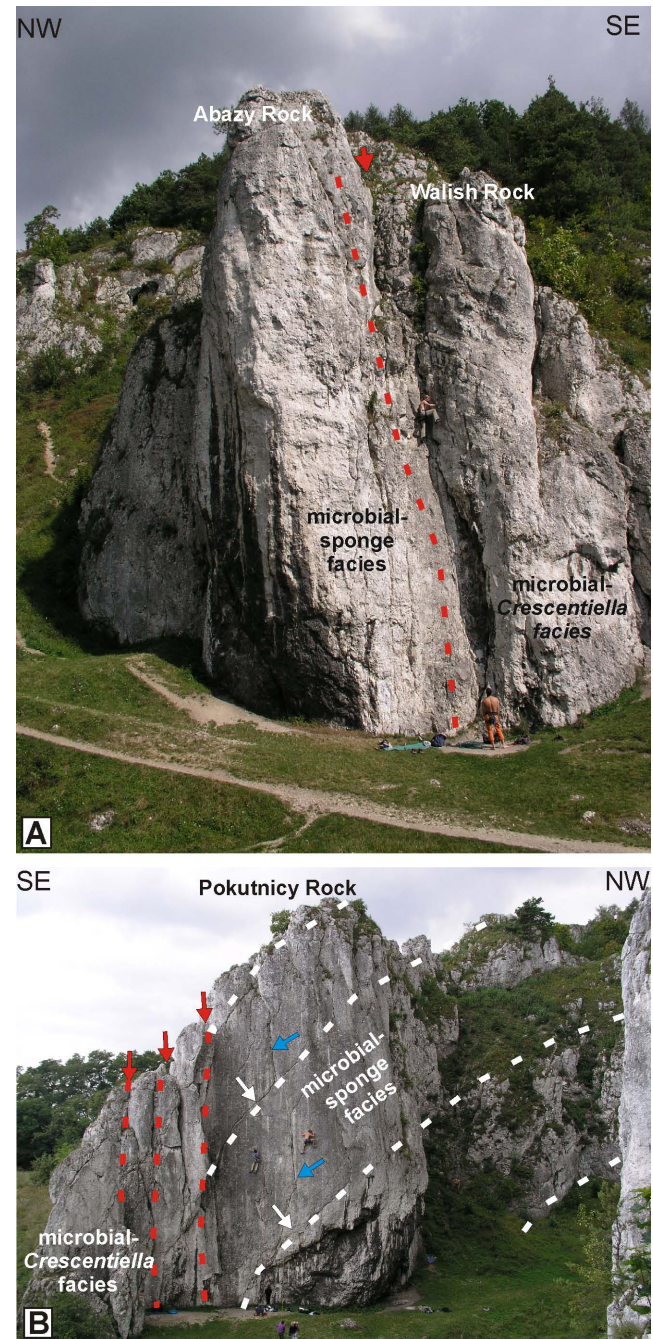 NW
SE
Abazy Rock
Walish Rock
microbial-
sponge
facies
microbial-
Crescentiella
facies
A
SE
Pokutnicy Rock
NW
microbial-
sponge
facies
microbial-
Crescentiella
facies
B